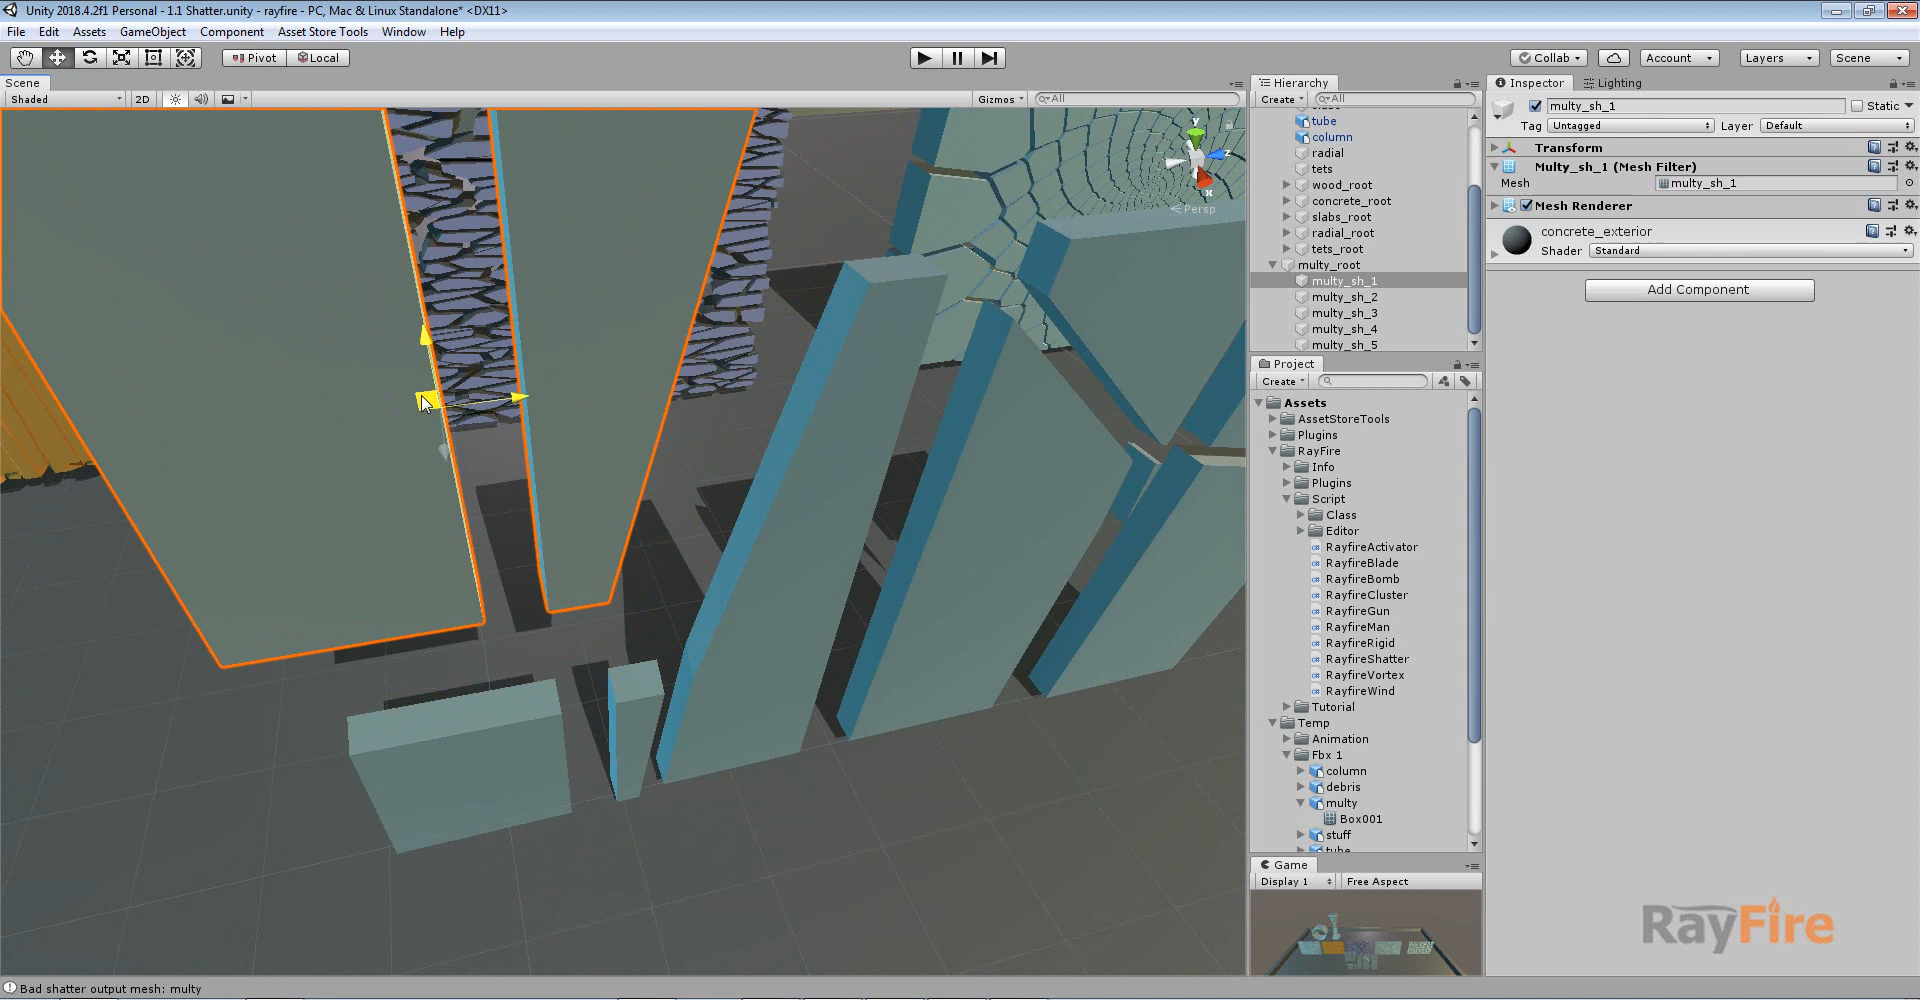 Unity 2018.4.2f1 Personal - 1.1 Shatter.unity - rayfire - PC, Mac & Linux Standalone* <DX11>
File Edit Assets GameObject Component Asset Store Tools Window Help
Pivot Local
Collab Account Layers Scene
Scene
Shaded 2D Gizmos All
y
z
x
Persp
Hierarchy
Create All
tube
column
radial
tets
wood_root
concrete_root
slabs_root
radial_root
tets_root
multy_root
multy_sh_1
multy_sh_2
multy_sh_3
multy_sh_4
multy_sh_5
Project
Create
Assets
AssetStoreTools
Plugins
RayFire
Info
Plugins
Script
Class
Editor
RayfireActivator
RayfireBlade
RayfireBomb
RayfireCluster
RayfireGun
RayfireMan
RayfireRigid
RayfireShatter
RayfireVortex
RayfireWind
Tutorial
Temp
Animation
Fbx 1
column
debris
multy
Box001
stuff
tube
Game
Display 1 Free Aspect
Inspector Lighting
multy_sh_1 Static
Tag Untagged Layer Default
Transform
Multy_sh_1 (Mesh Filter)
Mesh multy_sh_1
Mesh Renderer
concrete_exterior
Shader Standard
Add Component
RayFire
Bad shatter output mesh: multy